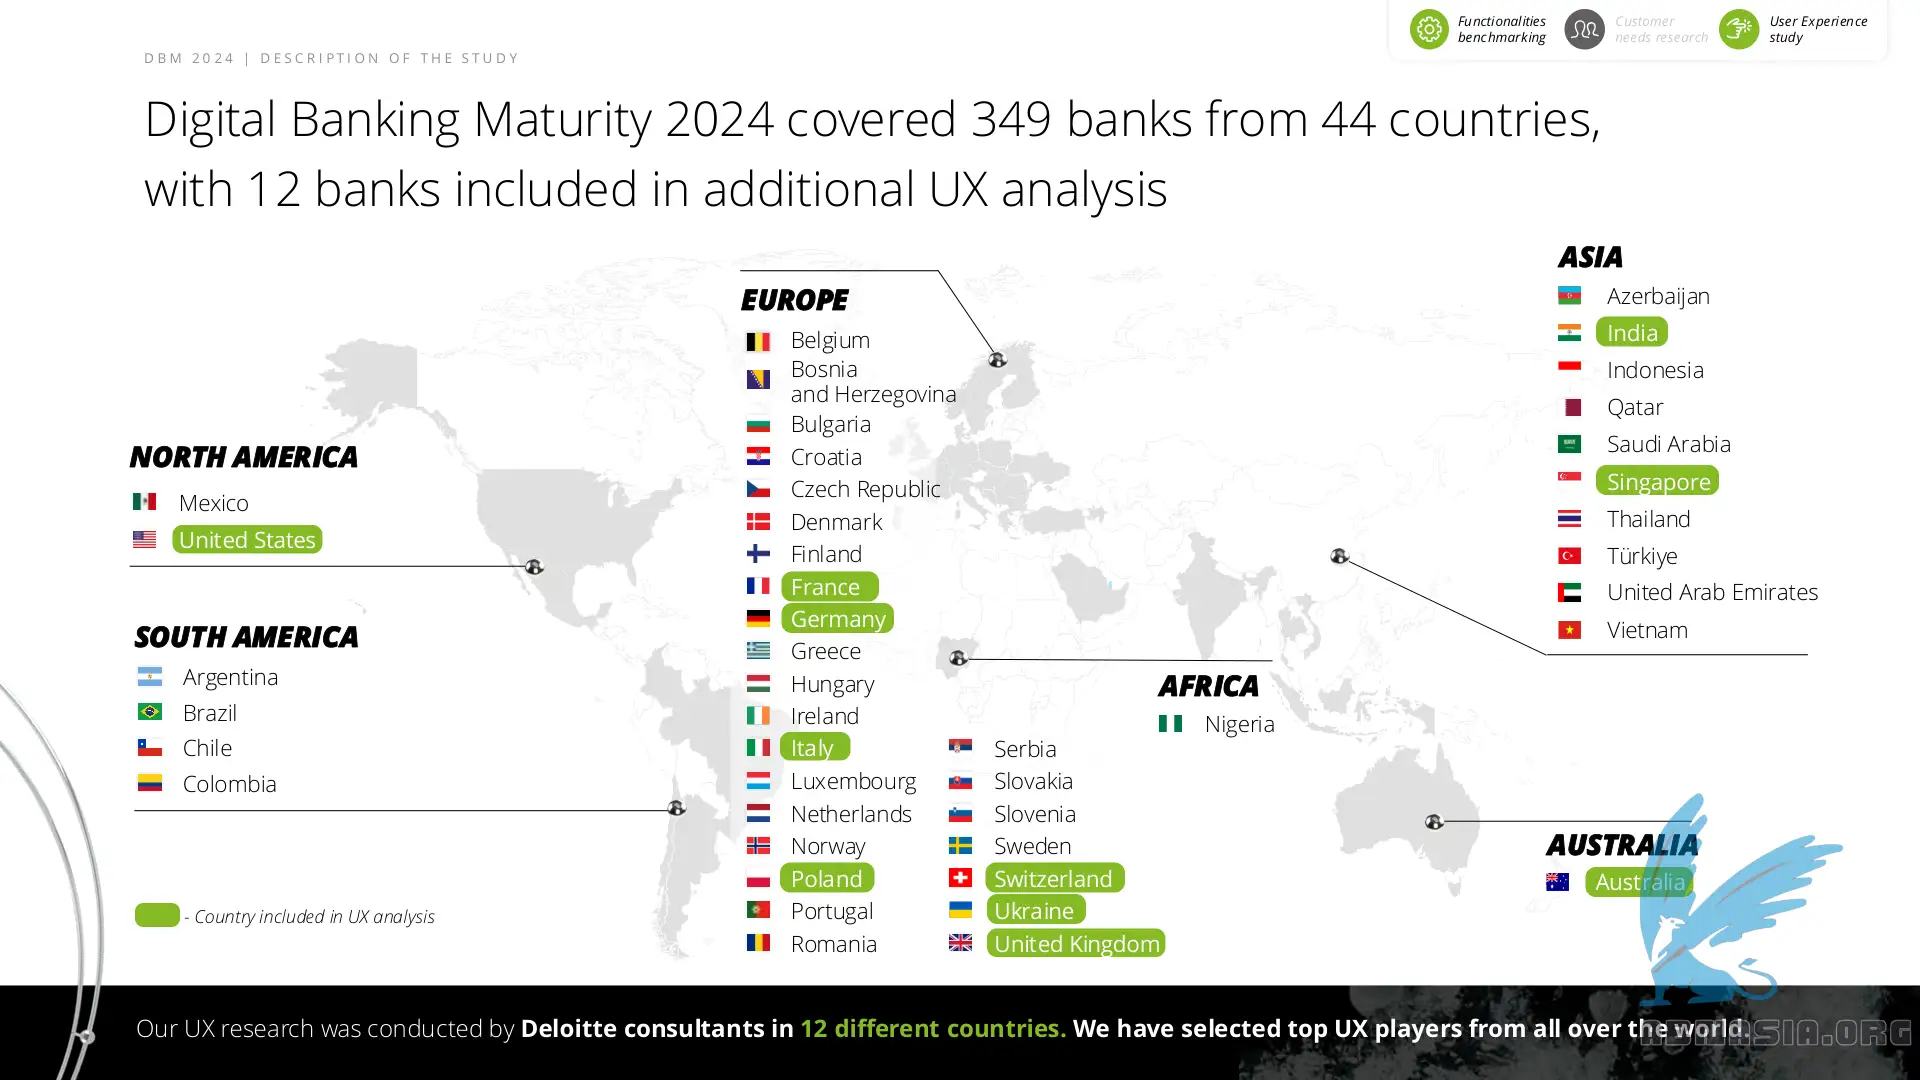 DBM 2024 | DESCRIPTION OF THE STUDY
Functionalities
benchmarking
Customer
needs research
User Experience
study
Digital Banking Maturity 2024 covered 349 banks from 44 countries,
with 12 banks included in additional UX analysis
NORTH AMERICA
Mexico
United States
SOUTH AMERICA
Argentina
Brazil
Chile
Colombia
EUROPE
Belgium
Bosnia
and Herzegovina
Bulgaria
Croatia
Czech Republic
Denmark
Finland
France
Germany
Greece
Hungary
Ireland
Italy
Luxembourg
Netherlands
Norway
Poland
Portugal
Romania
Serbia
Slovakia
Slovenia
Sweden
Switzerland
Ukraine
United Kingdom
AFRICA
Nigeria
ASIA
Azerbaijan
India
Indonesia
Qatar
Saudi Arabia
Singapore
Thailand
Türkiye
United Arab Emirates
Vietnam
AUSTRALIA
Australia
- Country included in UX analysis
Our UX research was conducted by Deloitte consultants in 12 different countries. We have selected top UX players from all over the world.
ABIWASIA.ORG